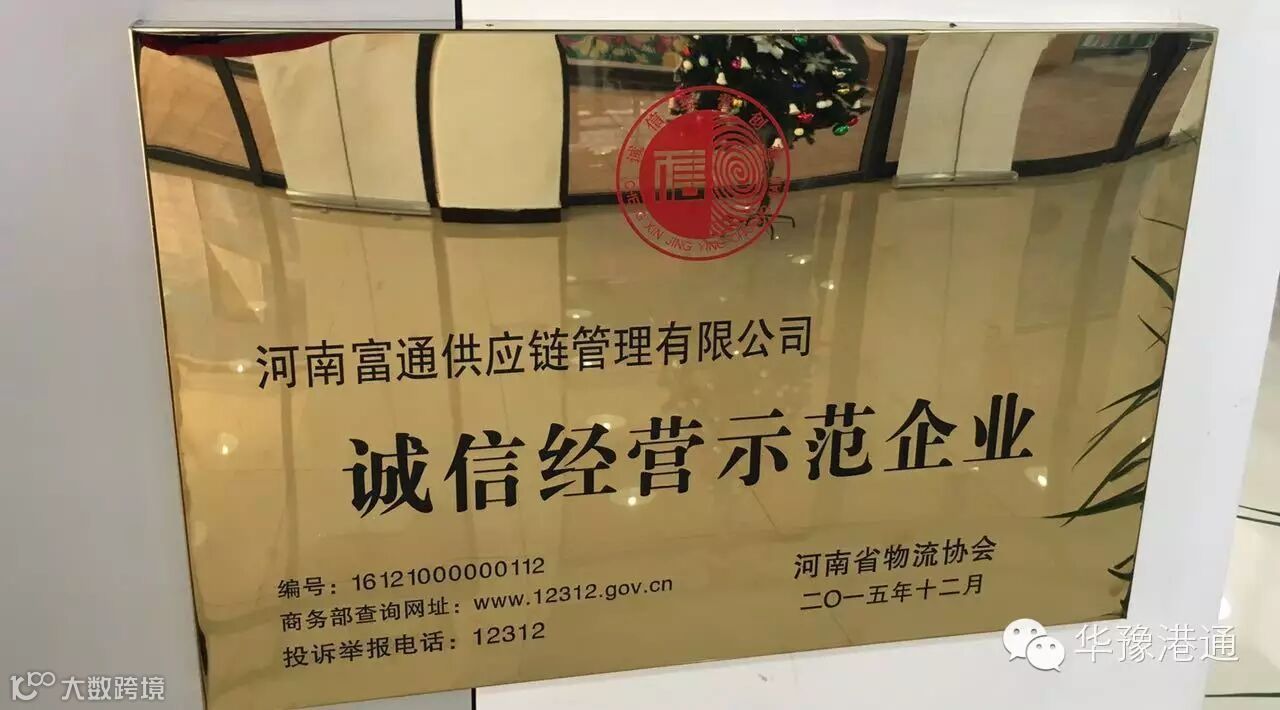 信
河南富通供应链管理有限公司
诚信经营示范企业
编号：16121000000112
商务部查询网址：www.12312.gov.cn
投诉举报电话：12312
河南省物流协会
二〇一五年十二月
华豫港通
大数跨境